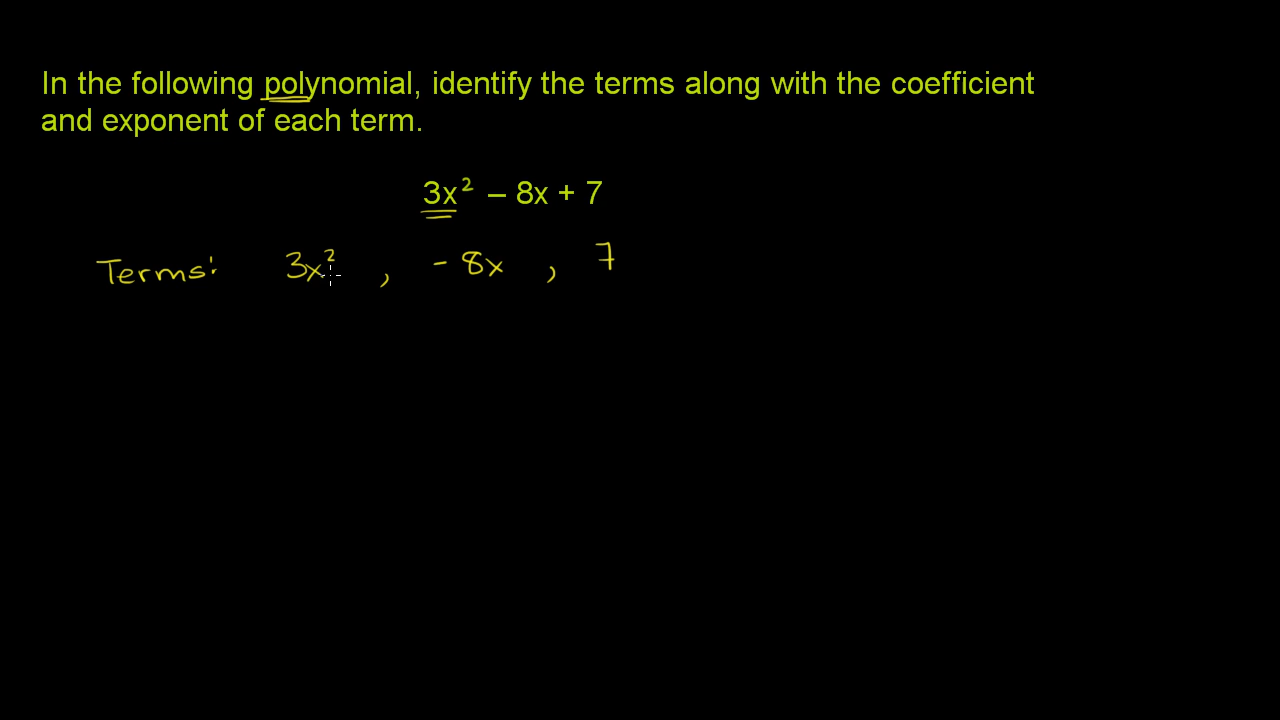 In the following polynomial, identify the terms along with the coefficient
and exponent of each term.
3x² – 8x + 7
Terms: 3x² , - 8x , 7